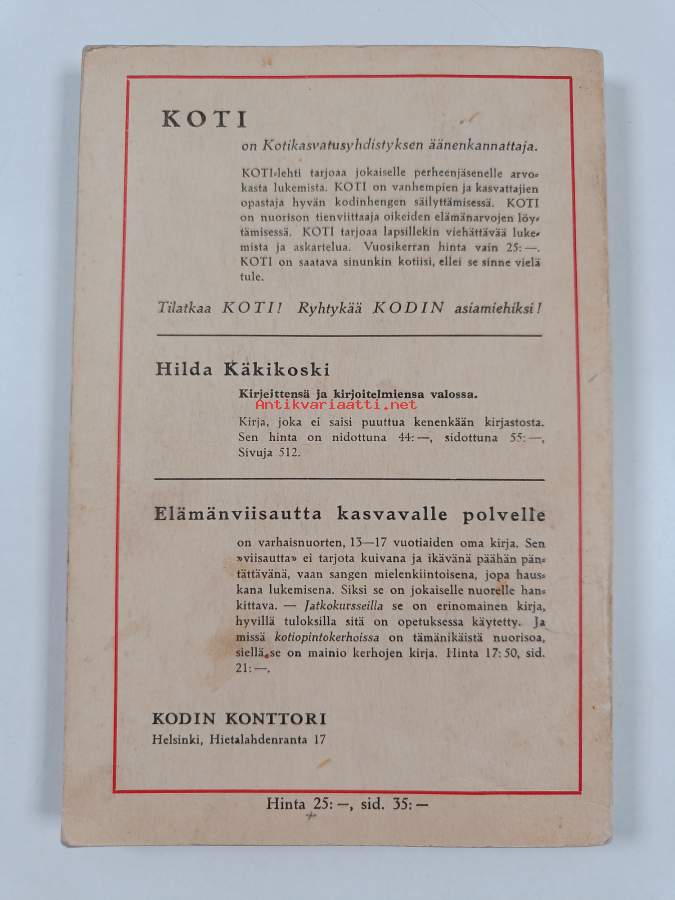 KOTI
on Kotikasvatusyhdistyksen äänenkannattaja.
KOTI-lehti tarjoaa jokaiselle perheenjäsenelle arvo-
kasta lukemista. KOTI on vanhempien ja kasvattajien
opastaja hyvän kodinhengen säilyttämisessä. KOTI
on nuorison tienviittaaja oikeiden elämänarvojen löy-
tämisessä. KOTI tarjoaa lapsillekin viehättävää luke-
mista ja askartelua. Vuosikerran hinta vain 25: —.
KOTI on saatava sinunkin kotiisi, ellei se sinne vielä
tule.
Tilatkaa KOTI! Ryhtykää KODIN asiamiehiksi!
Hilda Käkikoski
Kirjeittensä ja kirjoitelmiensa valossa.
Antikvariaatti.net
Kirja, joka ei saisi puuttua kenenkään kirjastosta.
Sen hinta on nidottuna 44: —, sidottuna 55: —,
Sivuja 512.
Elämänviisautta kasvavalle polvelle
on varhaisnuorten, 13—17 vuotiaiden oma kirja. Sen
»viisautta» ei tarjota kuivana ja ikävänä päähän pän-
tättävänä, vaan sangen mielenkiintoisena, jopa haus-
kana lukemisena. Siksi se on jokaiselle nuorelle han-
kittava. — Jatkokursseilla se on erinomainen kirja,
hyvillä tuloksilla sitä on opetuksessa käytetty. Ja
missä kotiopintokerhoissa on tämänikäistä nuorisoa,
siellä se on mainio kerhojen kirja. Hinta 17: 50, sid.
21: —.
KODIN KONTTORI
Helsinki, Hietalahdenranta 17
Hinta 25: —, sid. 35: —